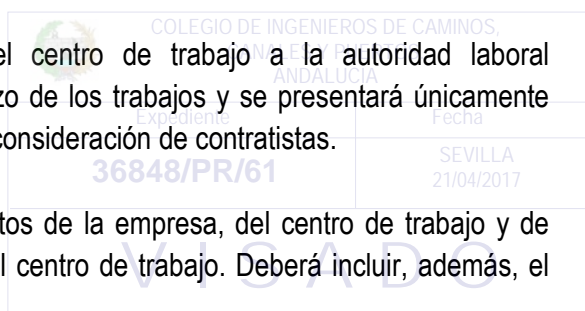 COLEGIO DE INGENIEROS DE CAMINOS,
el centro de trabajo a la autoridad laboral
ANDALUCÍA
zo de los trabajos y se presentará únicamente
Expediente Fecha
consideración de contratistas.
36848/PR/61 SEVILLA
21/04/2017
tos de la empresa, del centro de trabajo y de
l centro de trabajo. Deberá incluir, además, el
VISADO